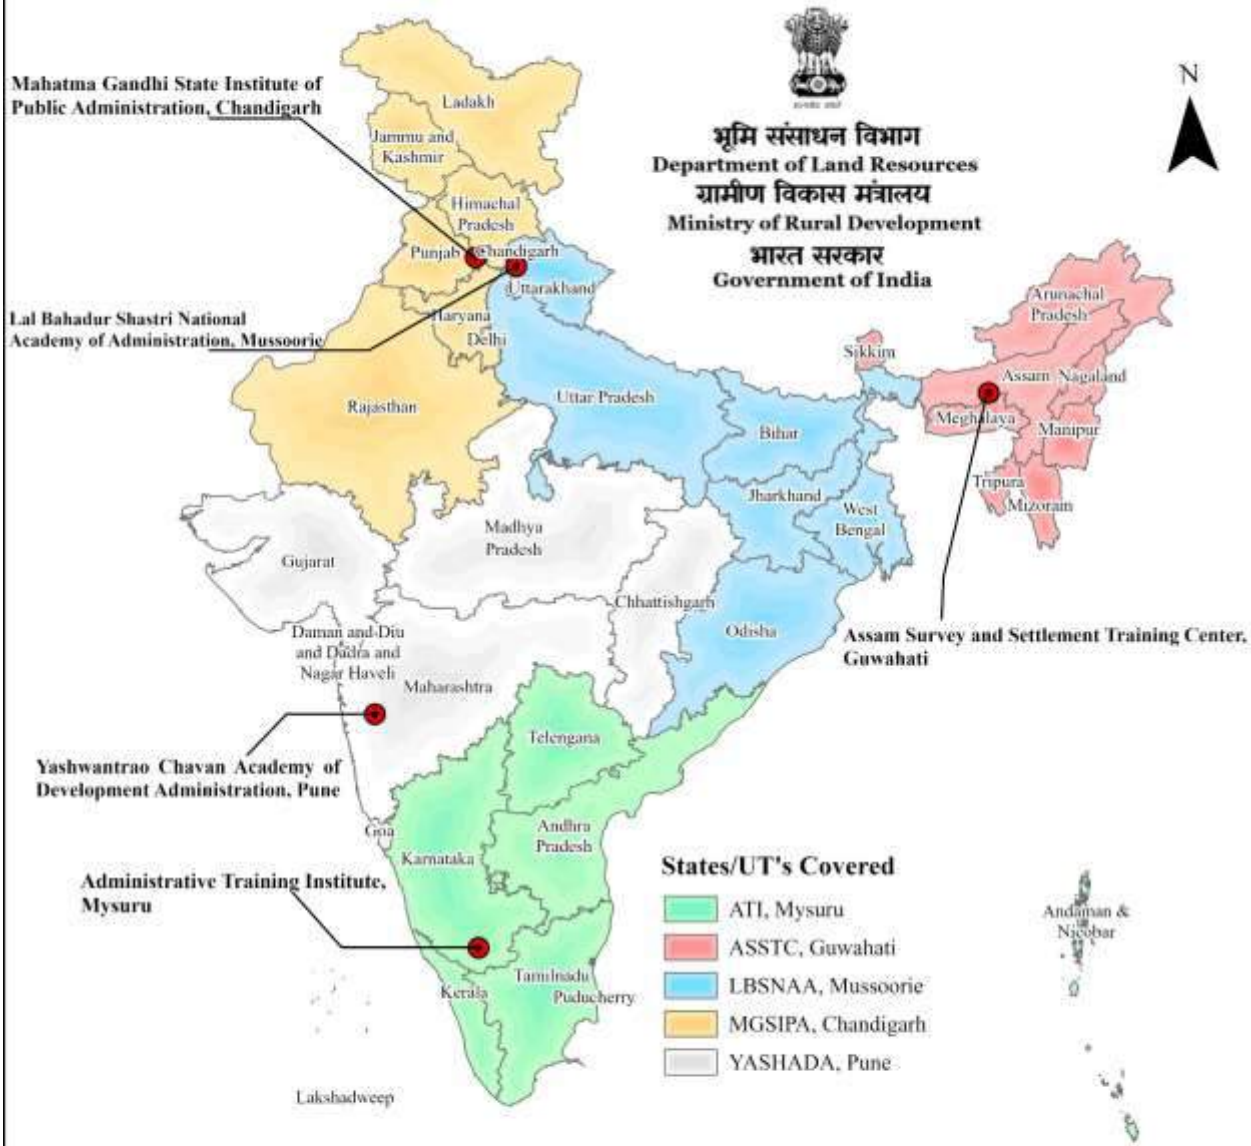 Mahatma Gandhi State Institute of
Public Administration, Chandigarh
भूमि संसाधन विभाग
Department of Land Resources
ग्रामीण विकास मंत्रालय
Ministry of Rural Development
भारत सरकार
Government of India
N
Ladakh
Jammu and
Kashmir
Himachal
Pradesh
Punjab
Chandigarh
Uttarakhand
Lal Bahadur Shastri National
Academy of Administration, Mussoorie
Haryana
Delhi
Rajasthan
Uttar Pradesh
Bihar
Sikkim
Arunachal
Pradesh
Assam
Nagaland
Meghalaya
Manipur
Tripura
Mizoram
Jharkhand
West
Bengal
Madhya
Pradesh
Gujarat
Chhattishgarh
Odisha
Assam Survey and Settlement Training Center,
Guwahati
Daman and Diu
and Dadra and
Nagar Haveli
Maharashtra
Telengana
Yashwantrao Chavan Academy of
Development Administration, Pune
Goa
Karnataka
Andhra
Pradesh
Administrative Training Institute,
Mysuru
Tamilnadu
Kerala
Puducherry
Lakshadweep
Andaman &
Nicobar
States/UT's Covered
ATI, Mysuru
ASSTC, Guwahati
LBSNAA, Mussoorie
MGSIPA, Chandigarh
YASHADA, Pune